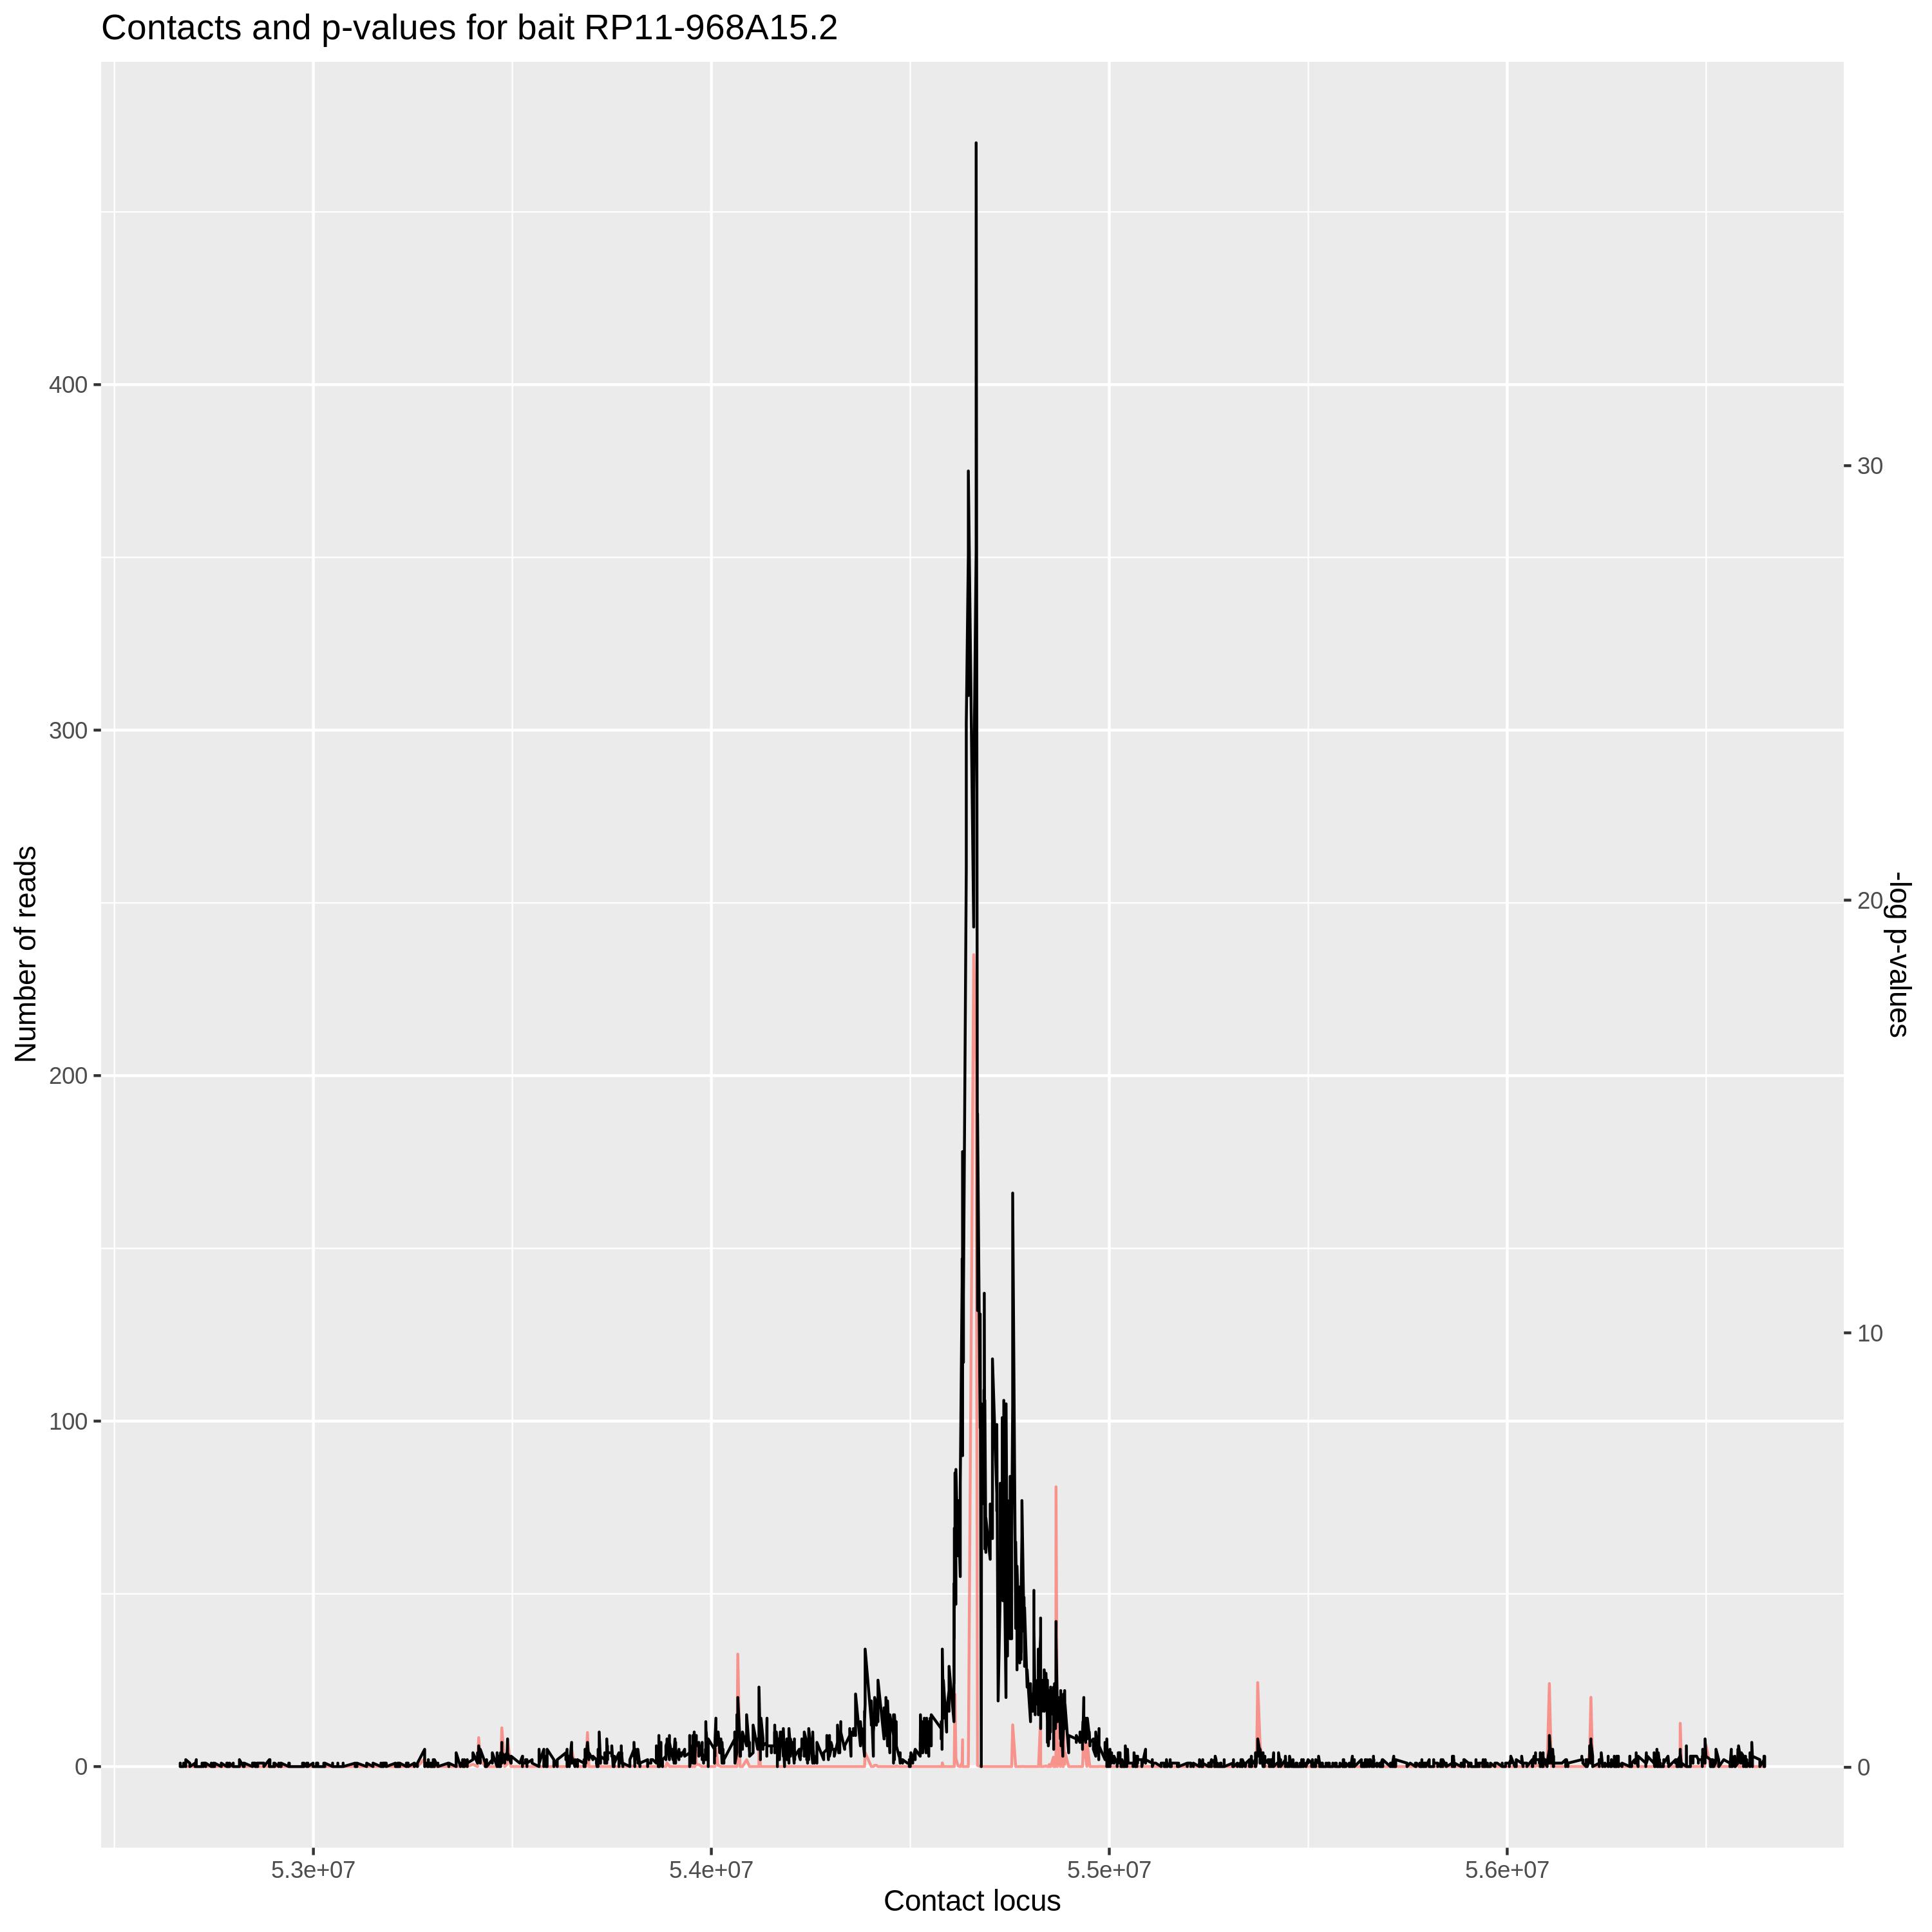 Contacts and p-values for bait RP11-968A15.2
Number of reads
400
300
200
100
0
30
20
10
0
-log p-values
5.3e+07
5.4e+07
5.5e+07
5.6e+07
Contact locus